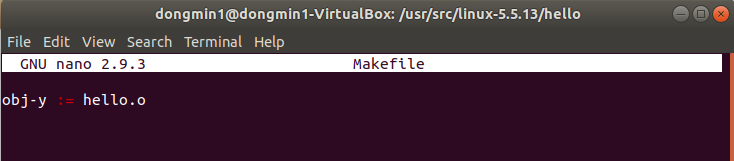 dongmin1@dongmin1-VirtualBox: /usr/src/linux-5.5.13/hello
File Edit View Search Terminal Help
GNU nano 2.9.3 Makefile
obj-y := hello.o